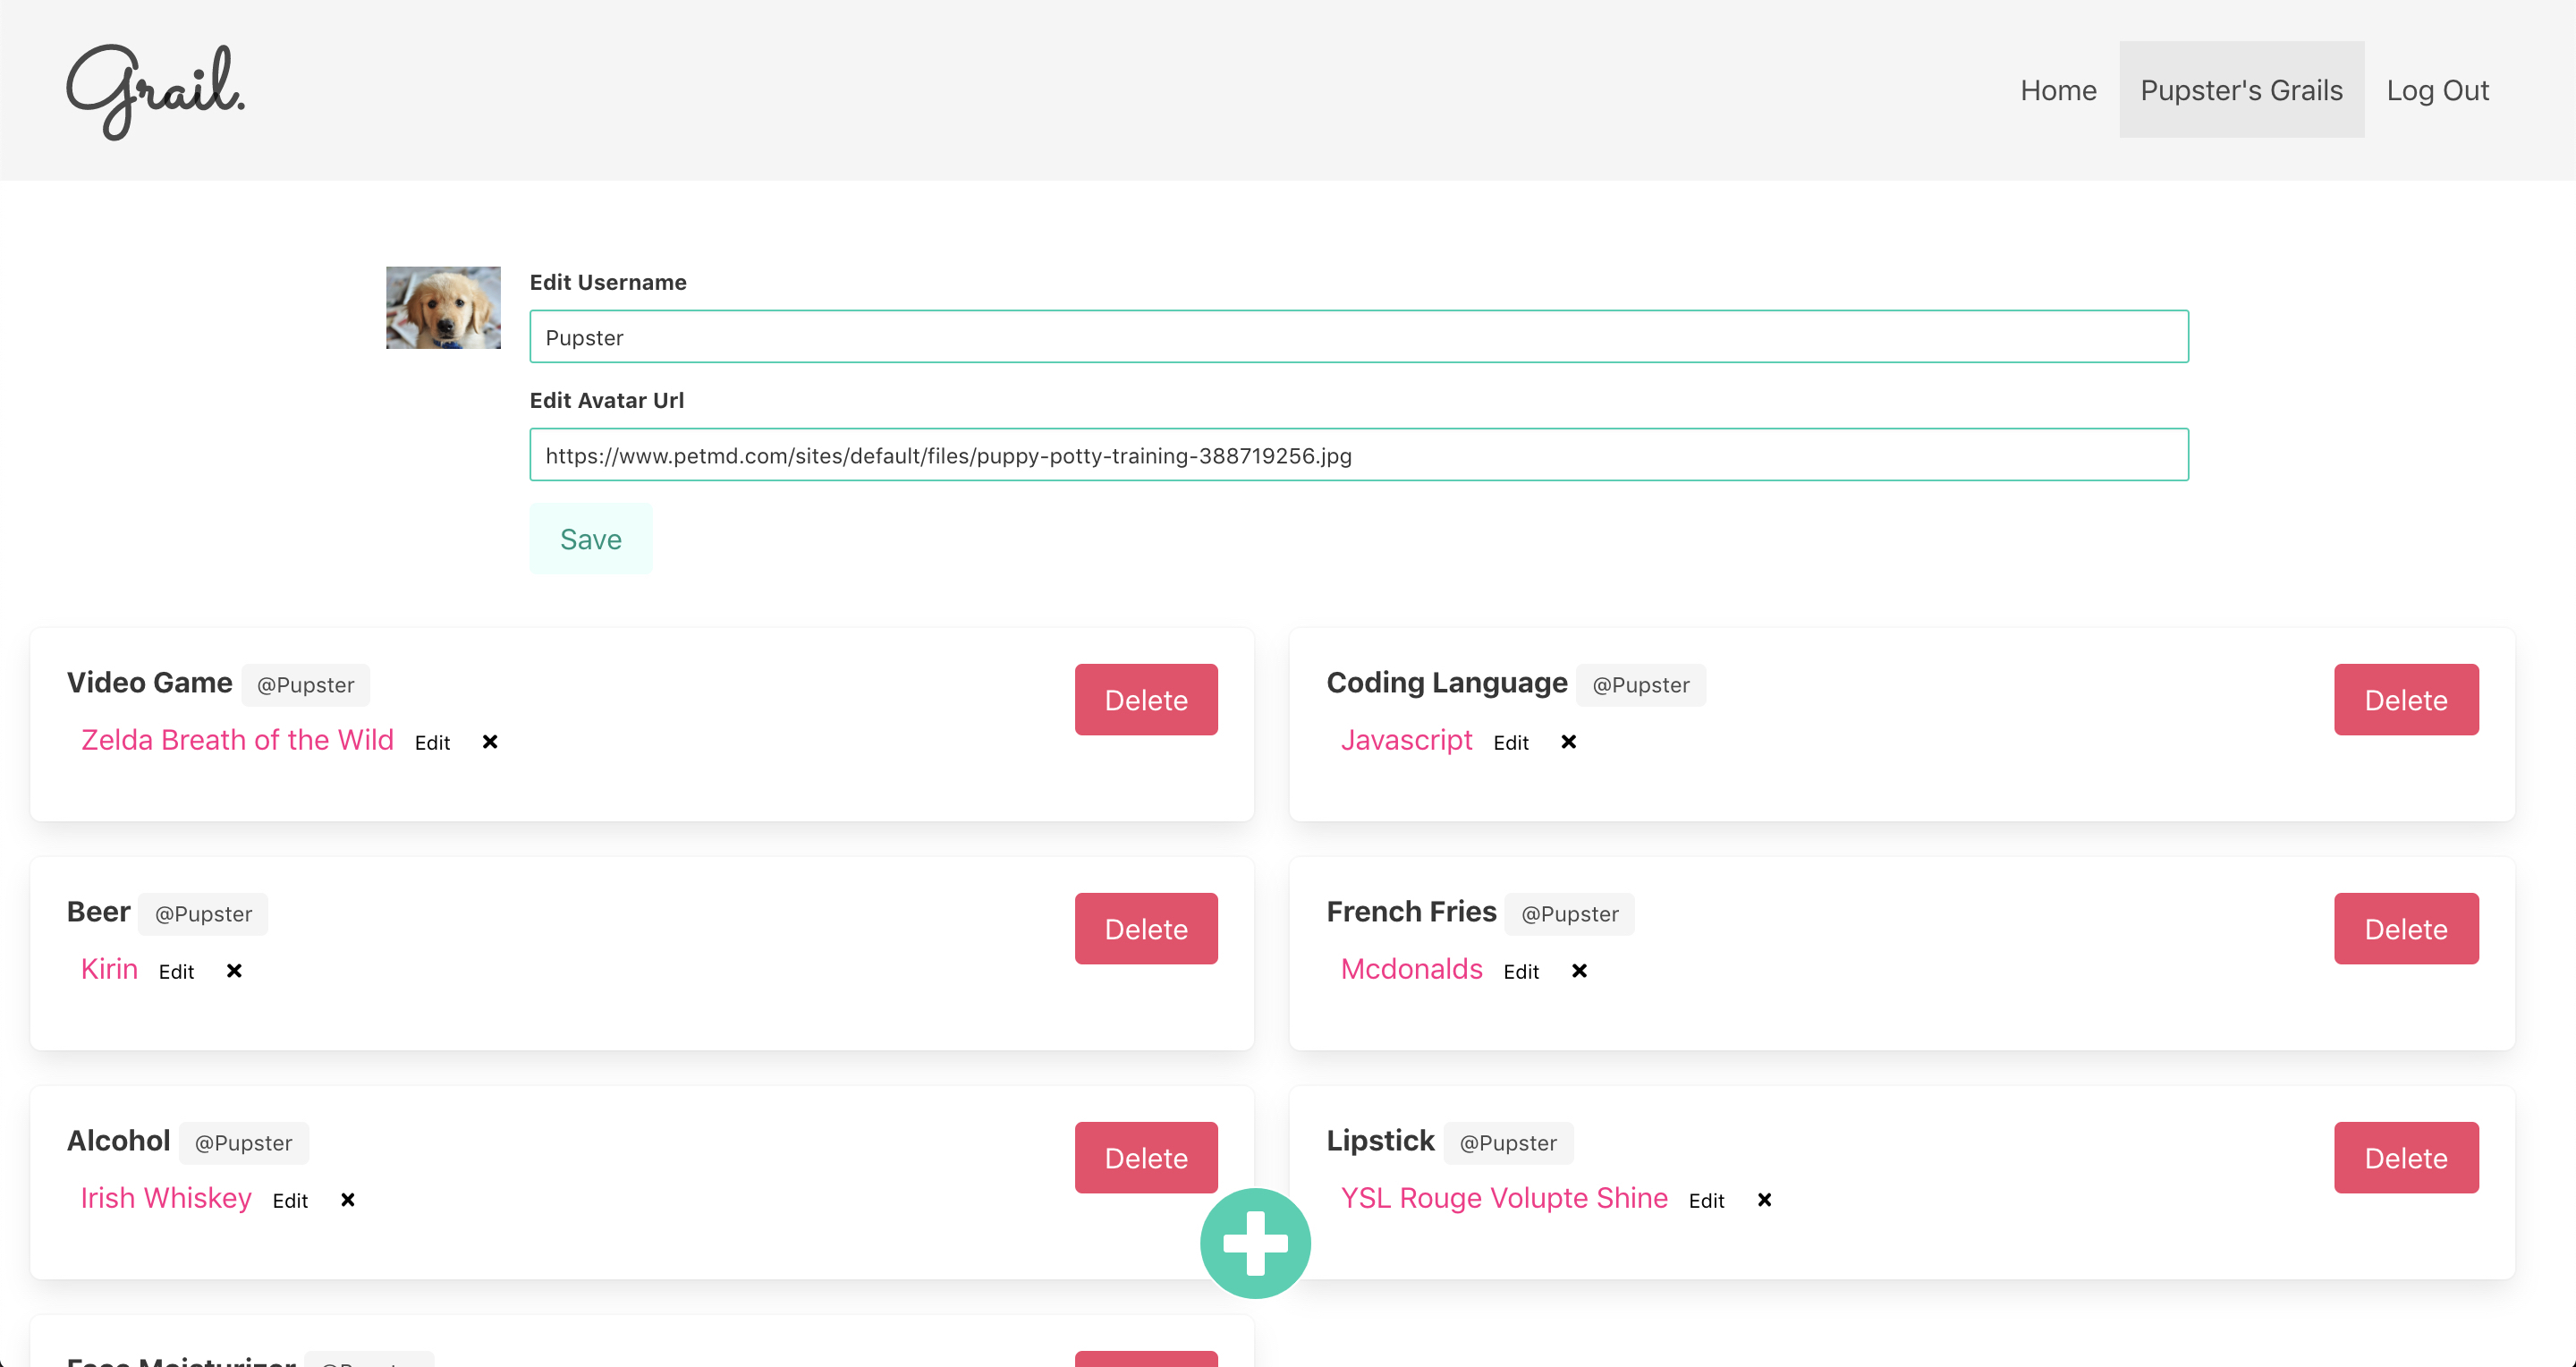 Grail.
Home Pupster's Grails Log Out
Edit Username
Pupster
Edit Avatar Url
https://www.petmd.com/sites/default/files/puppy-potty-training-388719256.jpg
Save
Video Game @Pupster Delete
Zelda Breath of the Wild Edit
Coding Language @Pupster Delete
Javascript Edit
Beer @Pupster Delete
Kirin Edit
French Fries @Pupster Delete
Mcdonalds Edit
Alcohol @Pupster Delete
Irish Whiskey Edit
Lipstick @Pupster Delete
YSL Rouge Volupte Shine Edit
Face Moisturizer